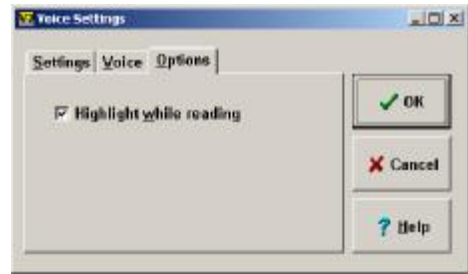 Voice Settings
Settings Voice Options
Highlight while reading
OK
Cancel
? Help